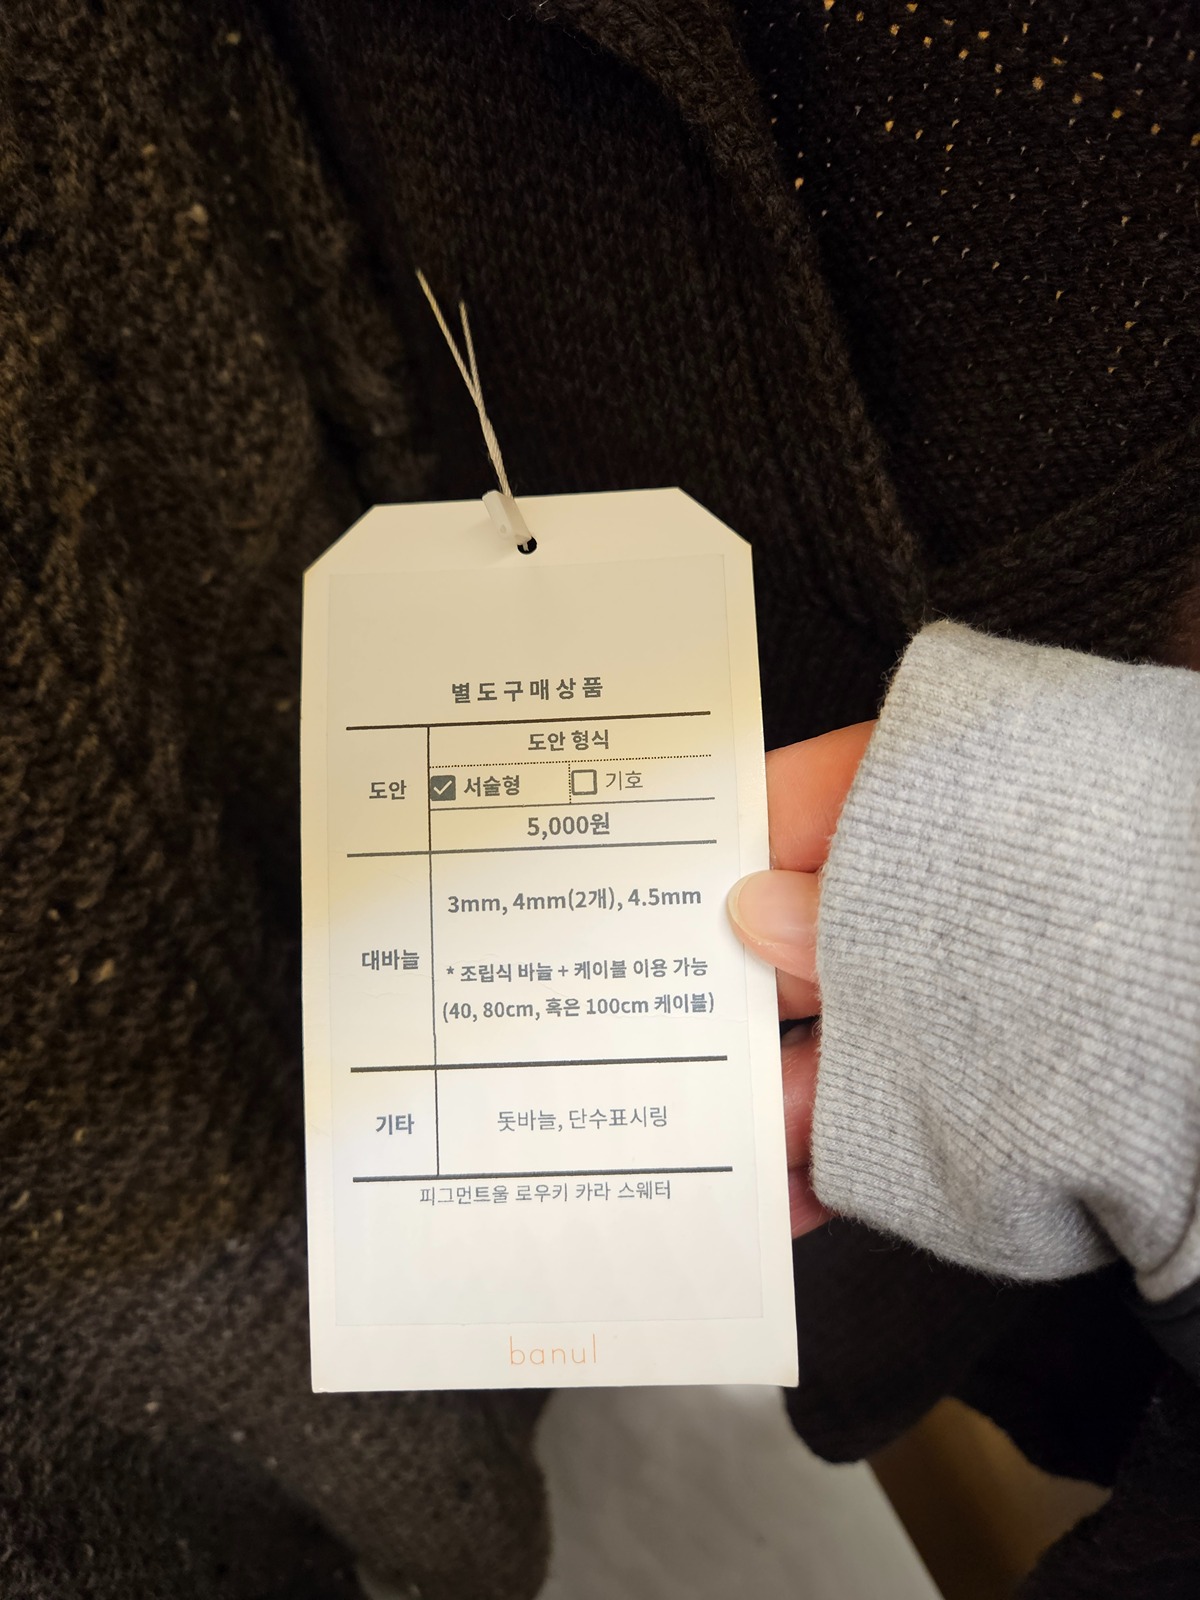 별도구매상품
도안 형식
도안
☑ 서술형 ☐ 기호
5,000원
3mm, 4mm(2개), 4.5mm
대바늘
* 조립식 바늘 + 케이블 이용 가능
(40, 80cm, 혹은 100cm 케이블)
기타
돗바늘, 단수표시링
피그먼트울 로우키 카라 스웨터
banul